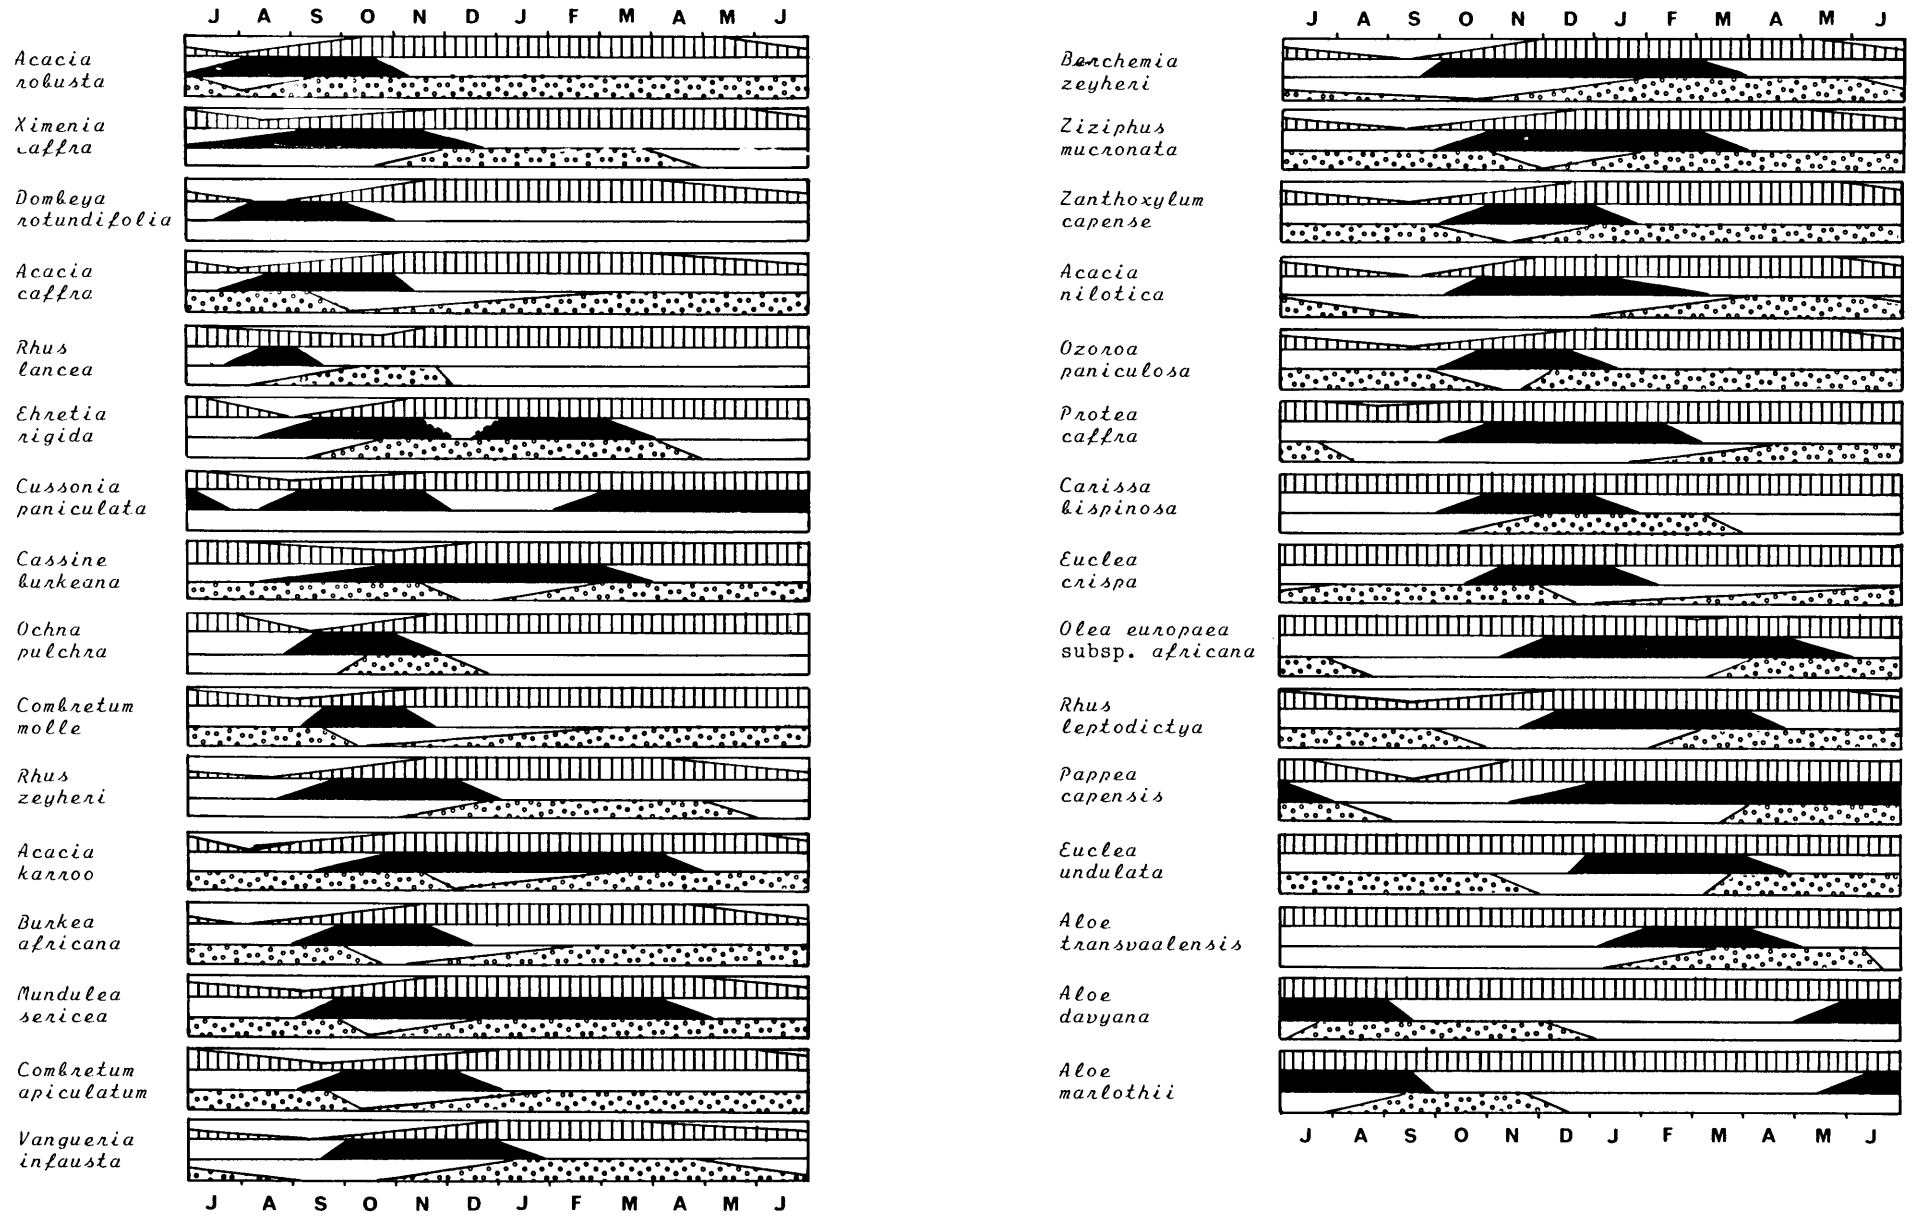 J A S O N D J F M A M J
Acacia
robusta
Ximenia
caffra
Dombeya
rotundifolia
Acacia
caffra
Rhus
lancea
Ehretia
rigida
Cussonia
paniculata
Cassine
burkeana
Ochna
pulchra
Combretum
molle
Rhus
zeyheri
Acacia
karroo
Burkea
africana
Mundulea
sericea
Combretum
apiculatum
Vangueria
infausta
J A S O N D J F M A M J
J A S O N D J F M A M J
Berchemia
zeyheri
Ziziphus
mucronata
Zanthoxylum
capense
Acacia
nilotica
Ozoroa
paniculosa
Protea
caffra
Carissa
bispinosa
Euclea
crispa
Olea europaea
subsp. africana
Rhus
leptodictya
Pappea
capensis
Euclea
undulata
Aloe
transvaalensis
Aloe
davyana
Aloe
marlothii
J A S O N D J F M A M J